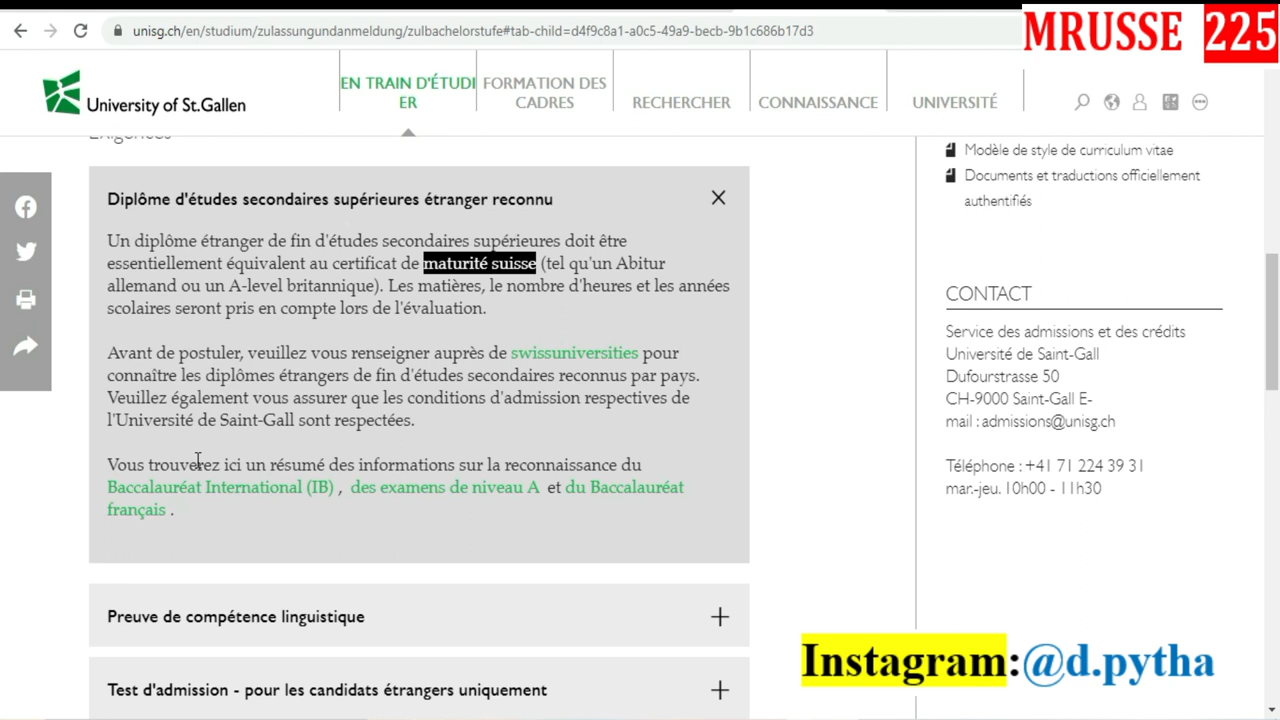 unisg.ch/en/studium/zulassungundanmeldung/zulbachelorstufe#tab-child=d4f9c8a1-a0c5-49a9-becb-9b1c686b17d3
MRUSSE 225
University of St.Gallen
EN TRAIN D'ÉTUDI
ER
FORMATION DES
CADRES
RECHERCHER
CONNAISSANCE
UNIVERSITÉ
Exigences
Diplôme d'études secondaires supérieures étranger reconnu
Un diplôme étranger de fin d'études secondaires supérieures doit être
essentiellement équivalent au certificat de maturité suisse (tel qu'un Abitur
allemand ou un A-level britannique). Les matières, le nombre d'heures et les années
scolaires seront pris en compte lors de l'évaluation.
Avant de postuler, veuillez vous renseigner auprès de swissuniversities pour
connaître les diplômes étrangers de fin d'études secondaires reconnus par pays.
Veuillez également vous assurer que les conditions d'admission respectives de
l'Université de Saint-Gall sont respectées.
Vous trouverez ici un résumé des informations sur la reconnaissance du
Baccalauréat International (IB) , des examens de niveau A et du Baccalauréat
français .
Preuve de compétence linguistique
Test d'admission - pour les candidats étrangers uniquement
Modèle de style de curriculum vitae
Documents et traductions officiellement
authentifiés
CONTACT
Service des admissions et des crédits
Université de Saint-Gall
Dufourstrasse 50
CH-9000 Saint-Gall E-
mail : admissions@unisg.ch
Téléphone : +41 71 224 39 31
mar.-jeu. 10h00 - 11h30
Instagram:@d.pytha